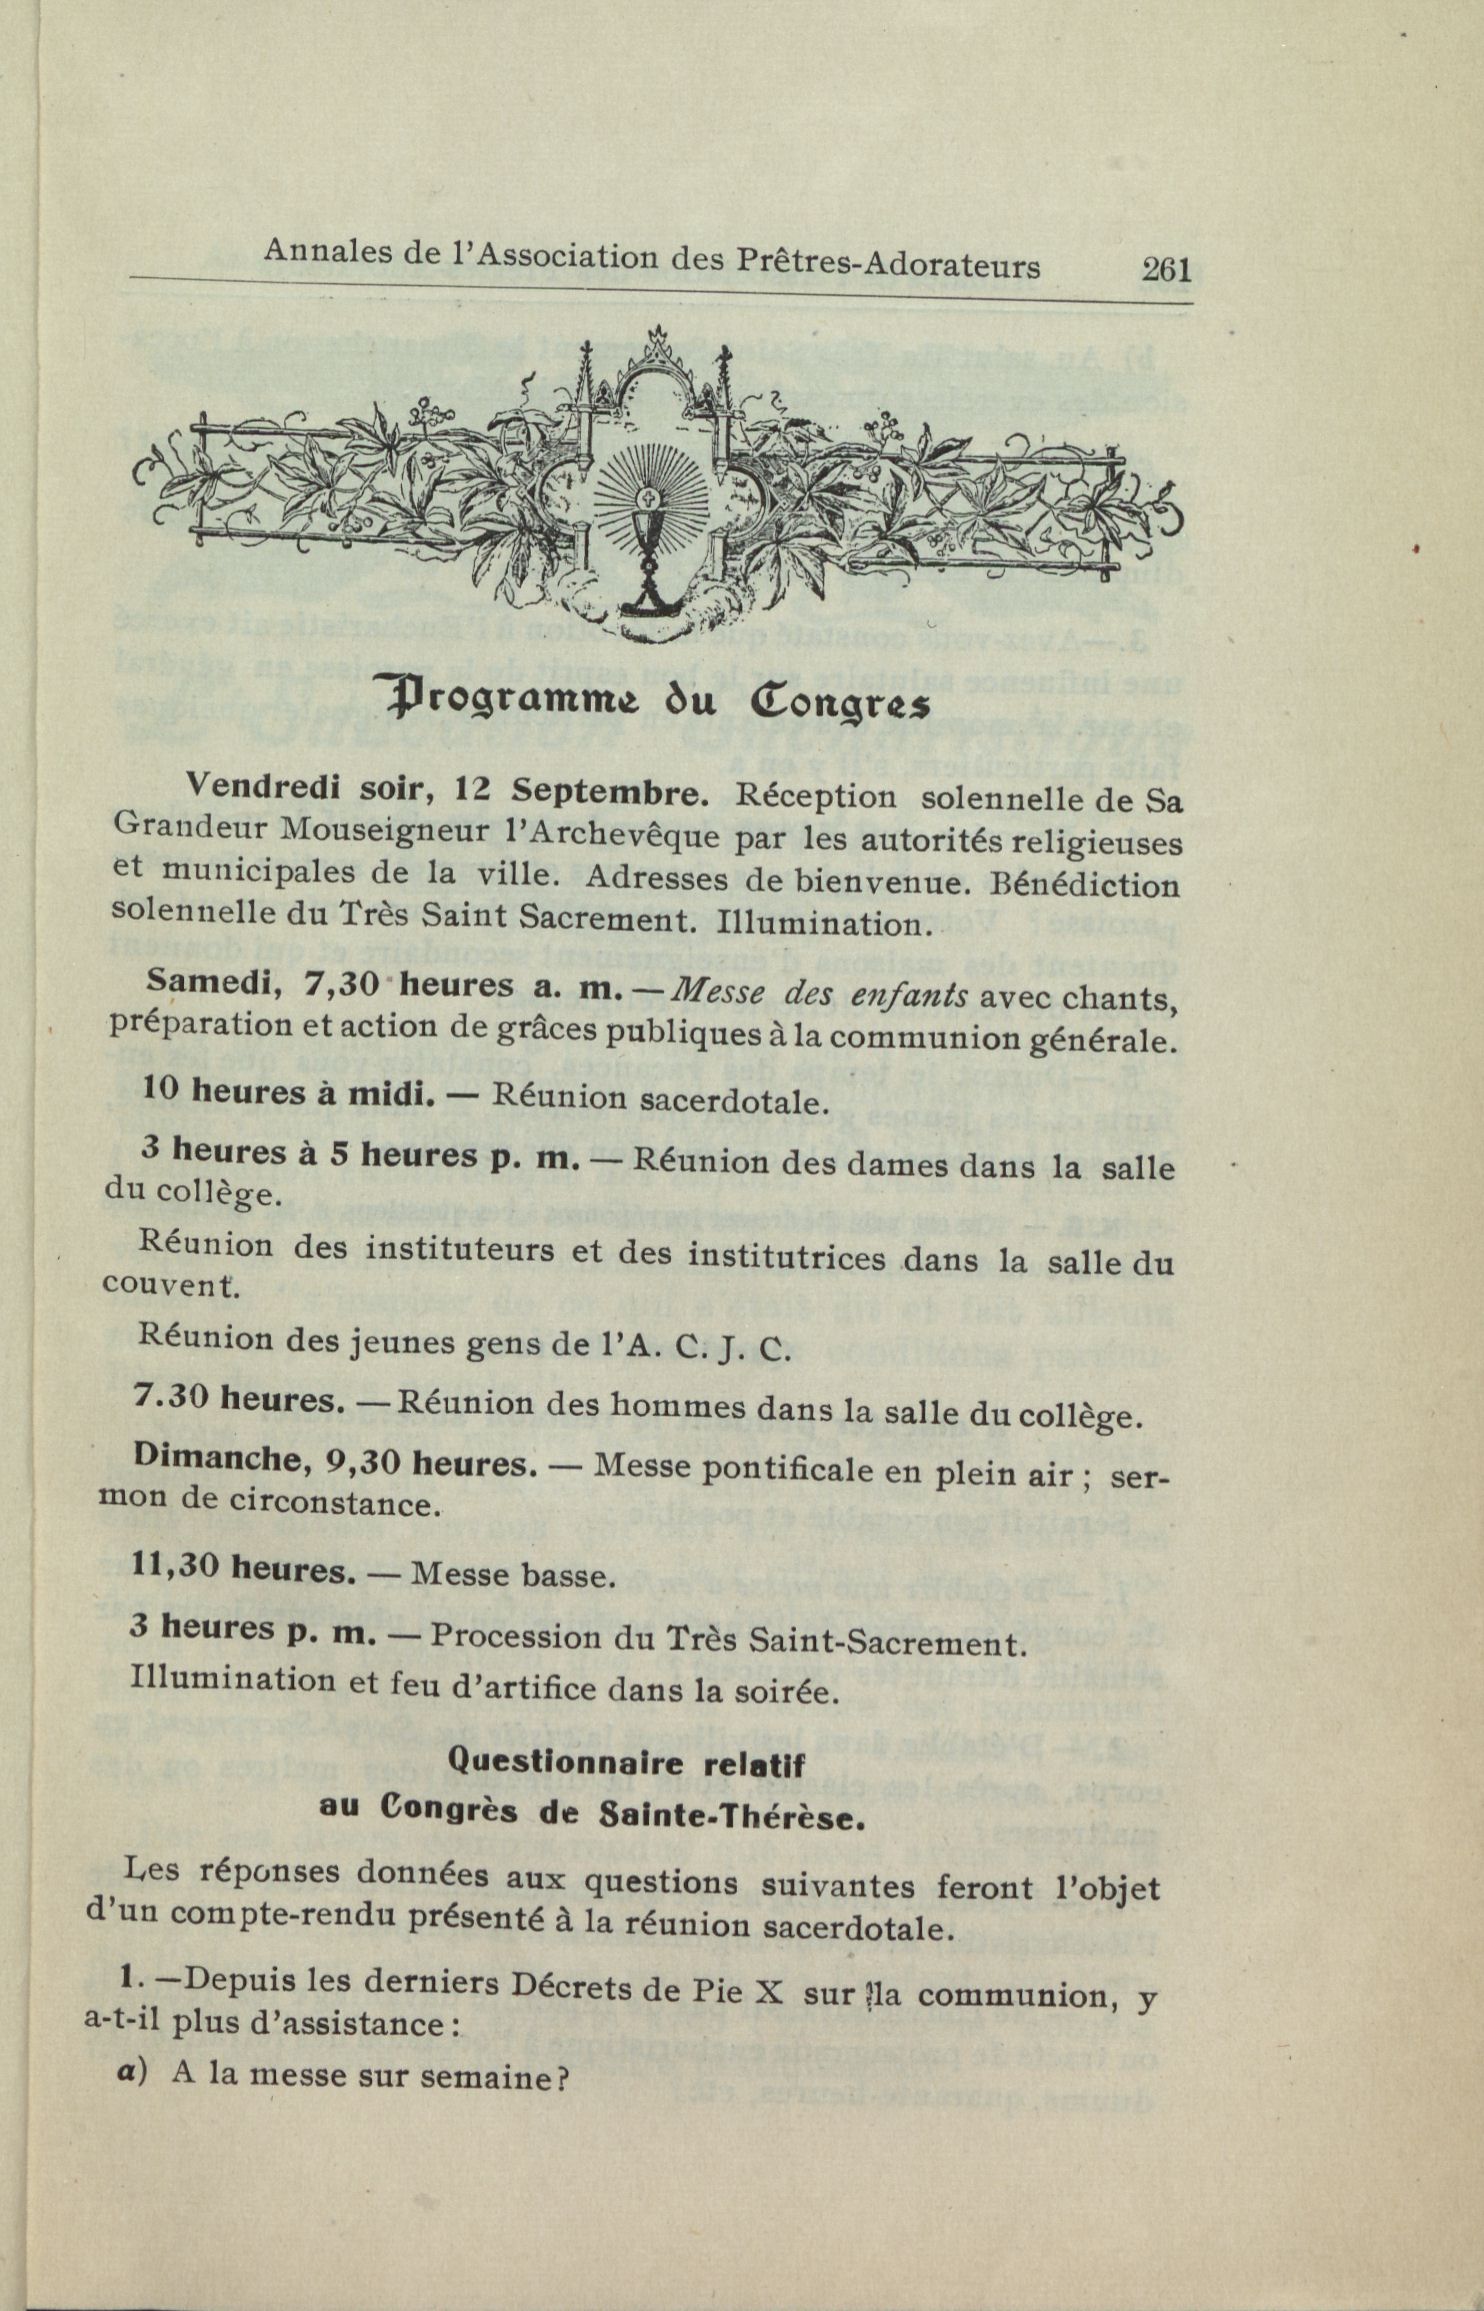 Annales de l'Association des Prêtres-Adorateurs 261
Programme du Congres
Vendredi soir, 12 Septembre. Réception solennelle de Sa
Grandeur Mouseigneur l'Archevêque par les autorités religieuses
et municipales de la ville. Adresses de bienvenue. Bénédiction
solennelle du Très Saint Sacrement. Illumination.
Samedi, 7,30 heures a. m. — Messe des enfants avec chants,
préparation et action de grâces publiques à la communion générale.
10 heures à midi. — Réunion sacerdotale.
3 heures à 5 heures p. m. — Réunion des dames dans la salle
du collège.
Réunion des instituteurs et des institutrices dans la salle du
couvent.
Réunion des jeunes gens de l'A. C. J. C.
7.30 heures. — Réunion des hommes dans la salle du collège.
Dimanche, 9,30 heures. — Messe pontificale en plein air ; ser-
mon de circonstance.
11,30 heures. — Messe basse.
3 heures p. m. — Procession du Très Saint-Sacrement.
Illumination et feu d'artifice dans la soirée.
Questionnaire relatif
au Congrès de Sainte-Thérèse.
Les réponses données aux questions suivantes feront l'objet
d'un compte-rendu présenté à la réunion sacerdotale.
1. —Depuis les derniers Décrets de Pie X sur la communion, y
a-t-il plus d'assistance :
a) A la messe sur semaine ?